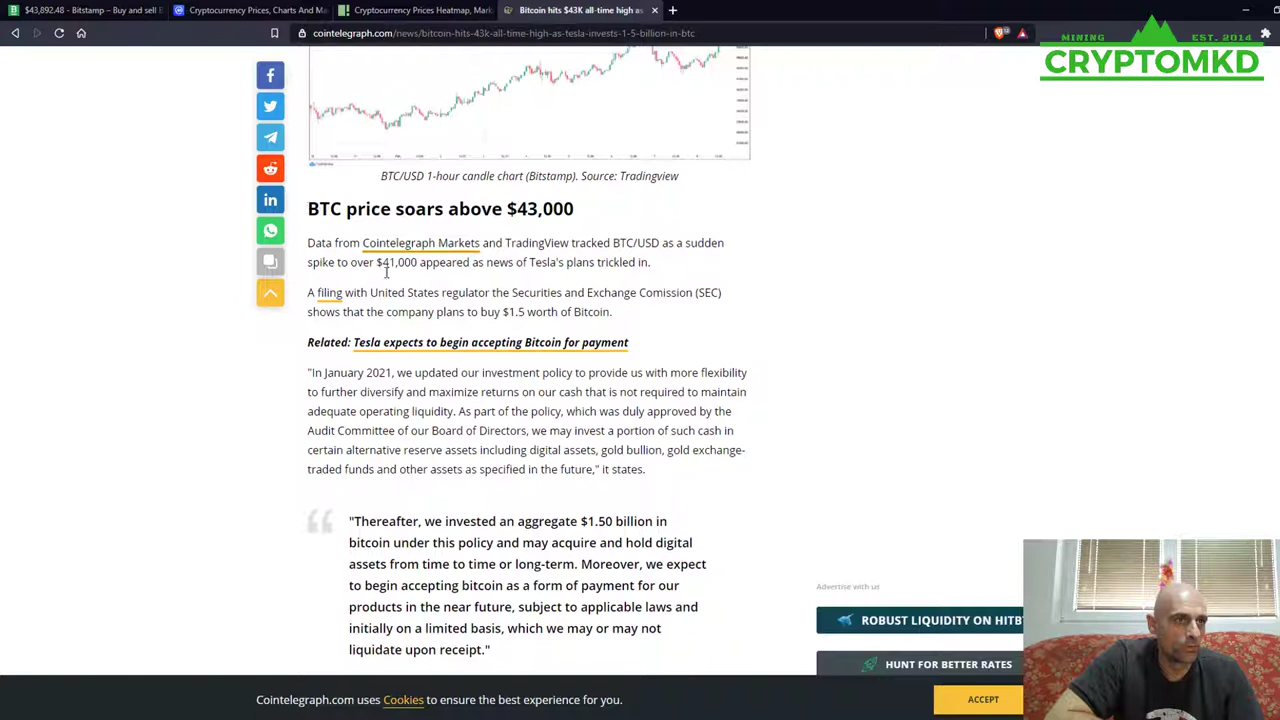 $43,892.48 - Bitstamp – Buy and sell B
Cryptocurrency Prices, Charts And Ma
Cryptocurrency Prices Heatmap, Mark
Bitcoin hits $43K all-time high as
cointelegraph.com/news/bitcoin-hits-43k-all-time-high-as-tesla-invests-1-5-billion-in-btc
MINING
EST. 2014
CRYPTOMKD
BTC/USD 1-hour candle chart (Bitstamp). Source: Tradingview
BTC price soars above $43,000
Data from Cointelegraph Markets and TradingView tracked BTC/USD as a sudden
spike to over $41,000 appeared as news of Tesla's plans trickled in.
A filing with United States regulator the Securities and Exchange Comission (SEC)
shows that the company plans to buy $1.5 worth of Bitcoin.
Related: Tesla expects to begin accepting Bitcoin for payment
"In January 2021, we updated our investment policy to provide us with more flexibility
to further diversify and maximize returns on our cash that is not required to maintain
adequate operating liquidity. As part of the policy, which was duly approved by the
Audit Committee of our Board of Directors, we may invest a portion of such cash in
certain alternative reserve assets including digital assets, gold bullion, gold exchange-
traded funds and other assets as specified in the future," it states.
"Thereafter, we invested an aggregate $1.50 billion in
bitcoin under this policy and may acquire and hold digital
assets from time to time or long-term. Moreover, we expect
to begin accepting bitcoin as a form of payment for our
products in the near future, subject to applicable laws and
initially on a limited basis, which we may or may not
liquidate upon receipt."
Advertise with us
ROBUST LIQUIDITY ON HITB
HUNT FOR BETTER RATES
Cointelegraph.com uses Cookies to ensure the best experience for you.
ACCEPT